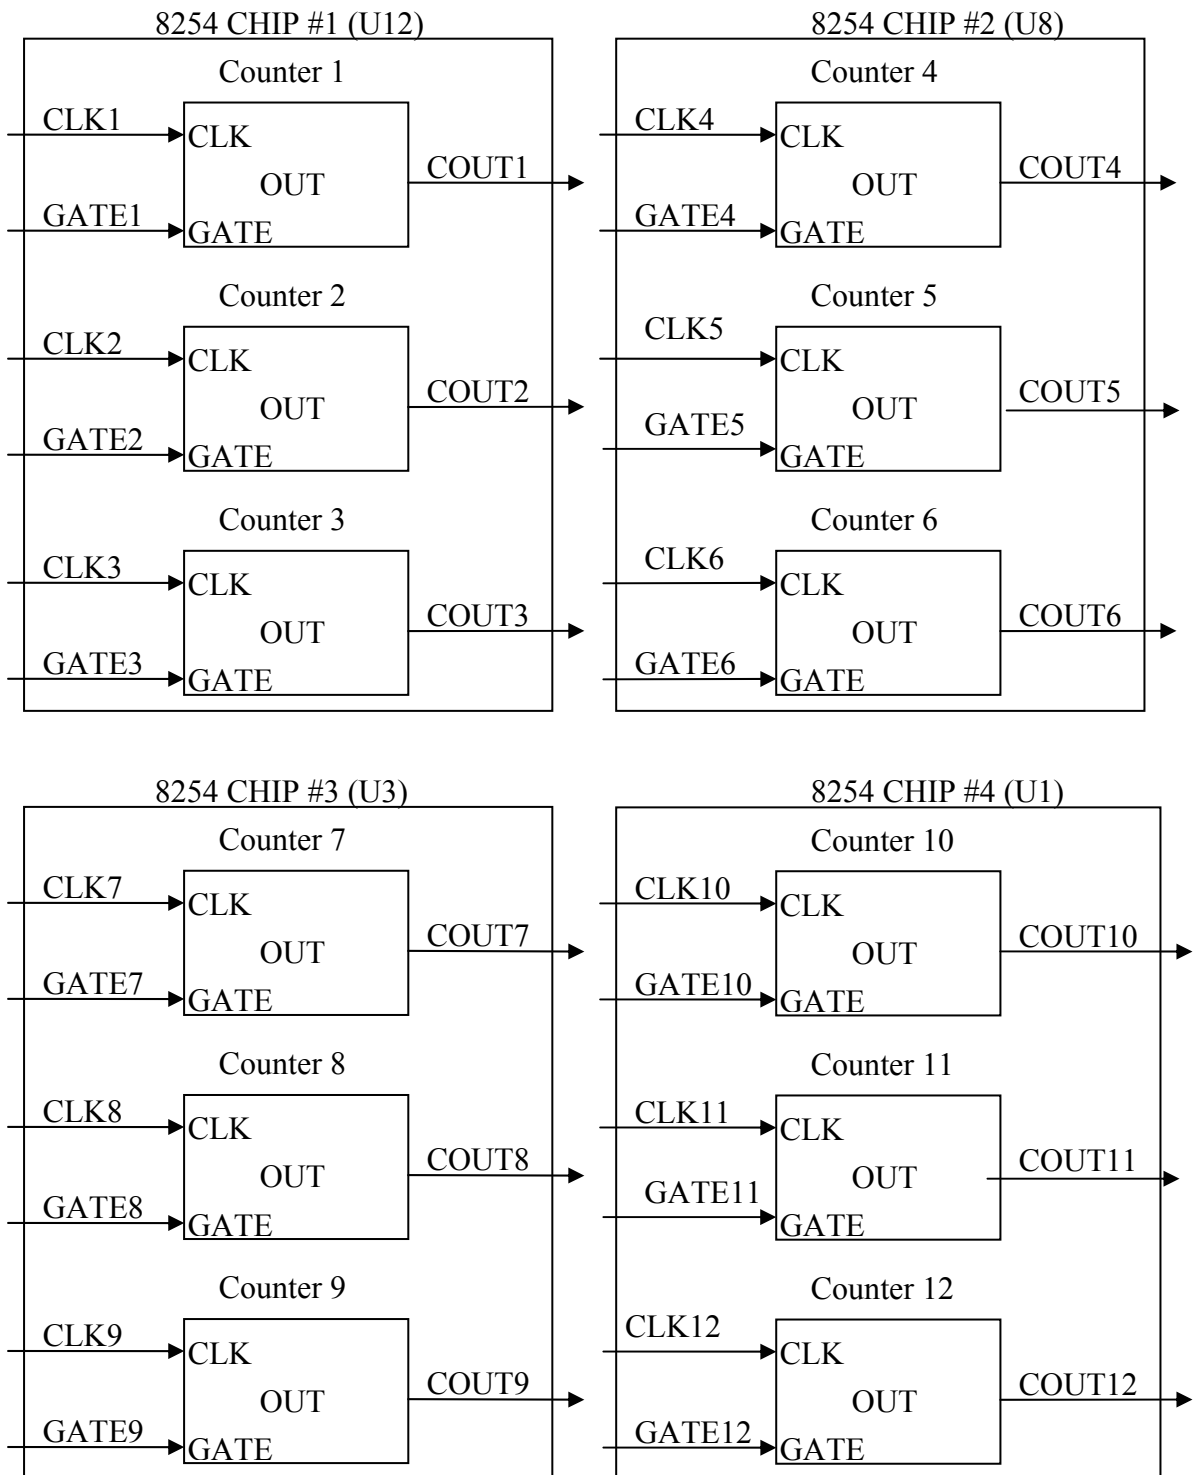 8254 CHIP #1 (U12)
Counter 1
CLK1
CLK
OUT
COUT1
GATE1
GATE
Counter 2
CLK2
CLK
OUT
COUT2
GATE2
GATE
Counter 3
CLK3
CLK
OUT
COUT3
GATE3
GATE
8254 CHIP #2 (U8)
Counter 4
CLK4
CLK
OUT
COUT4
GATE4
GATE
Counter 5
CLK5
CLK
OUT
COUT5
GATE5
GATE
Counter 6
CLK6
CLK
OUT
COUT6
GATE6
GATE
8254 CHIP #3 (U3)
Counter 7
CLK7
CLK
OUT
COUT7
GATE7
GATE
Counter 8
CLK8
CLK
OUT
COUT8
GATE8
GATE
Counter 9
CLK9
CLK
OUT
COUT9
GATE9
GATE
8254 CHIP #4 (U1)
Counter 10
CLK10
CLK
OUT
COUT10
GATE10
GATE
Counter 11
CLK11
CLK
OUT
COUT11
GATE11
GATE
Counter 12
CLK12
CLK
OUT
COUT12
GATE12
GATE